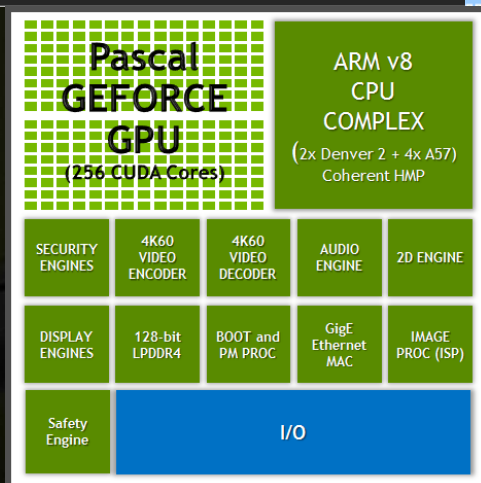 Pascal
GEFORCE
GPU
(256 CUDA Cores)
ARM v8
CPU
COMPLEX
(2x Denver 2 + 4x A57)
Coherent HMP
SECURITY
ENGINES
4K60
VIDEO
ENCODER
4K60
VIDEO
DECODER
AUDIO
ENGINE
2D ENGINE
DISPLAY
ENGINES
128-bit
LPDDR4
BOOT and
PM PROC
GigE
Ethernet
MAC
IMAGE
PROC (ISP)
Safety
Engine
I/O